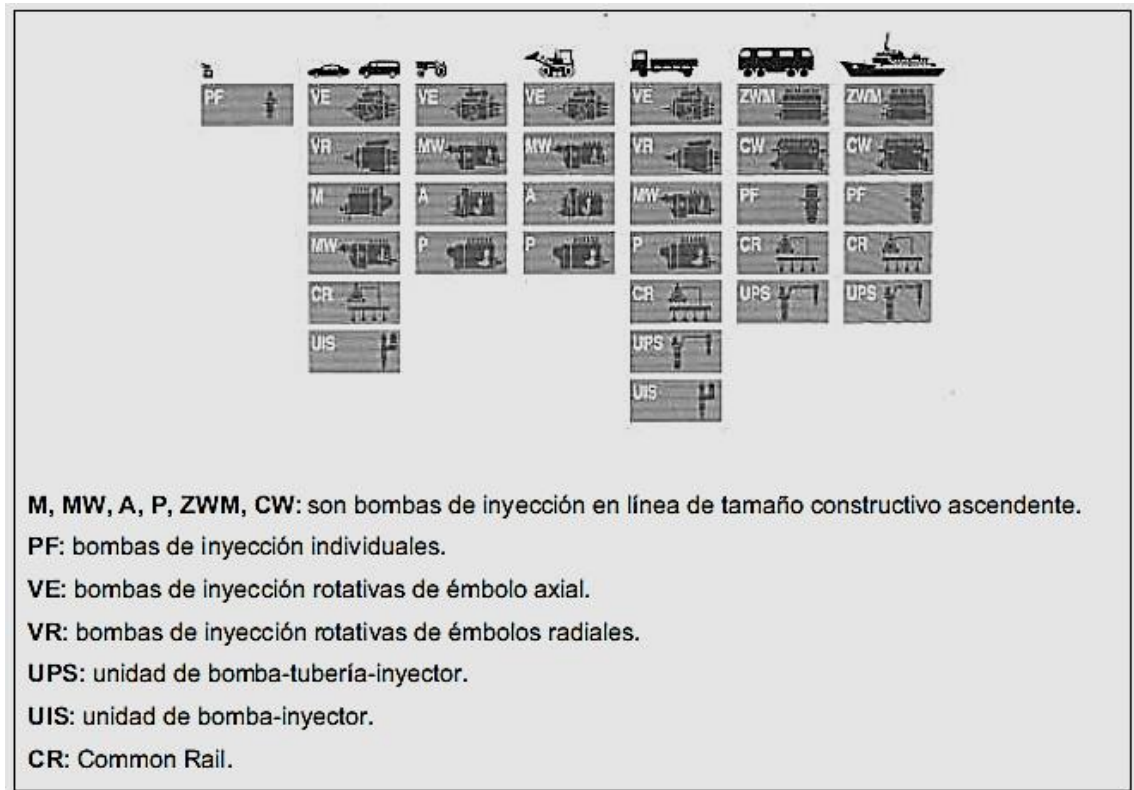 PF VE VE VE VE ZWM ZWM
VR MW MW VR CW CW
M A A MW PF PF
MW P P P CR CR
CR CR UPS UPS
UIS UPS
UIS
M, MW, A, P, ZWM, CW: son bombas de inyección en línea de tamaño constructivo ascendente.
PF: bombas de inyección individuales.
VE: bombas de inyección rotativas de émbolo axial.
VR: bombas de inyección rotativas de émbolos radiales.
UPS: unidad de bomba-tubería-inyector.
UIS: unidad de bomba-inyector.
CR: Common Rail.